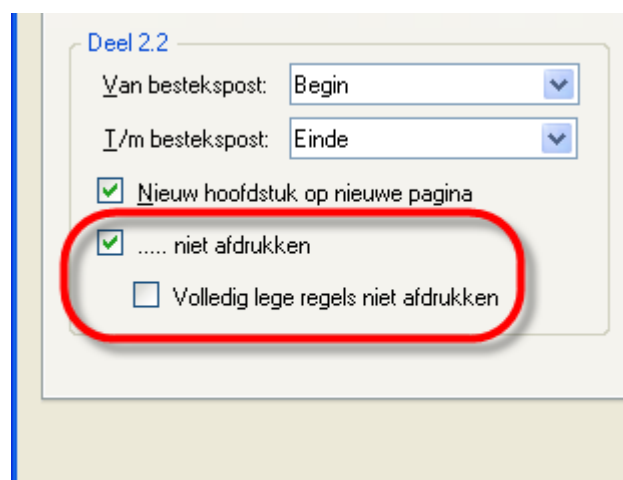 Deel 2.2
Van bestekspost: Begin
T/m bestekspost: Einde
Nieuw hoofdstuk op nieuwe pagina
..... niet afdrukken
Volledig lege regels niet afdrukken